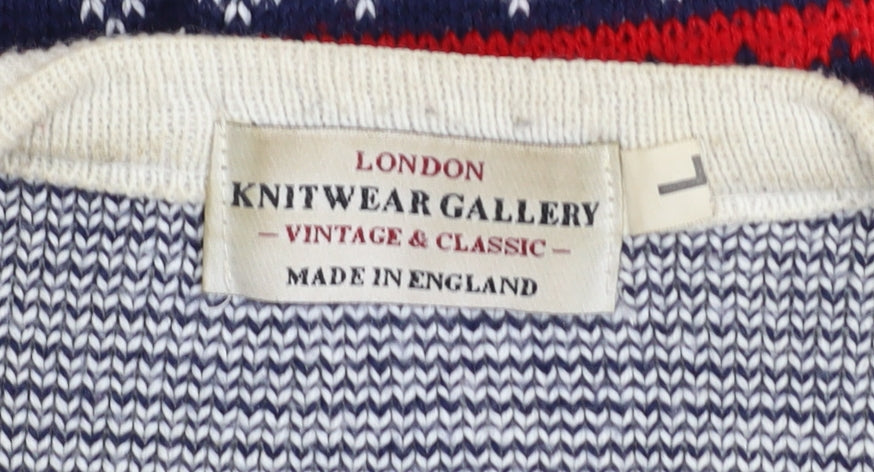 LONDON
KNITWEAR GALLERY
– VINTAGE & CLASSIC –
MADE IN ENGLAND
L